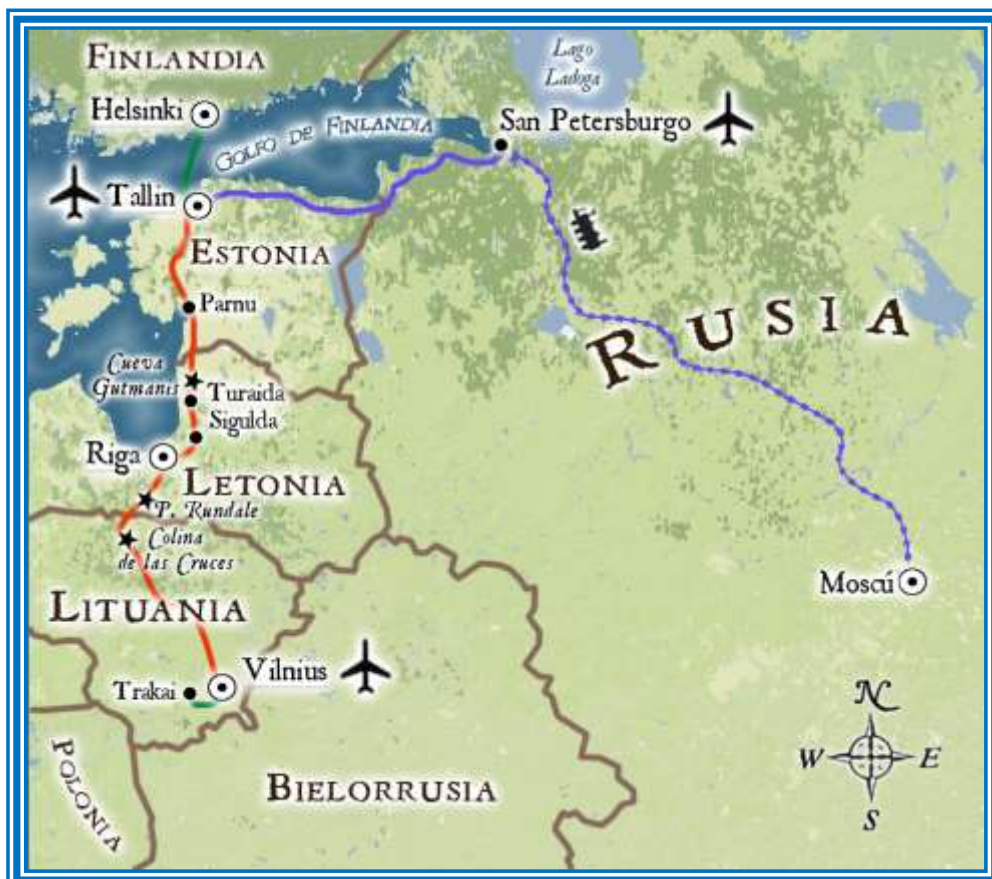 FINLANDIA
Lago
Ladoga
Helsinki
GOLFO DE FINLANDIA
San Petersburgo
Tallin
ESTONIA
Parnu
RUSIA
Cueva
Gutmanis
Turaida
Sigulda
Riga
LETONIA
P. Rundale
Colina
de las Cruces
Moscú
LITUANIA
Vilnius
Trakai
N
W
E
S
POLONIA
BIELORRUSIA